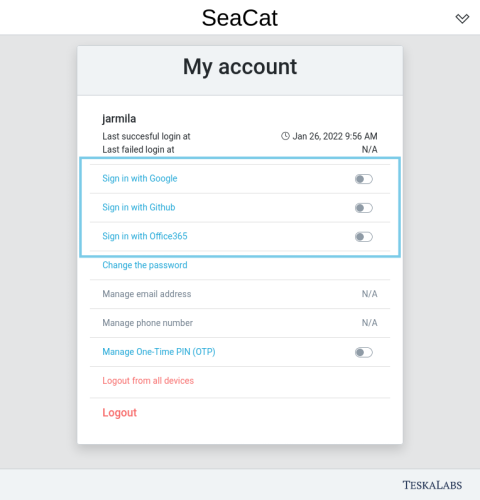 SeaCat
My account
jarmila
Last succesful login at Jan 26, 2022 9:56 AM
Last failed login at N/A
Sign in with Google
Sign in with Github
Sign in with Office365
Change the password
Manage email address N/A
Manage phone number N/A
Manage One-Time PIN (OTP)
Logout from all devices
Logout
TESKALABS